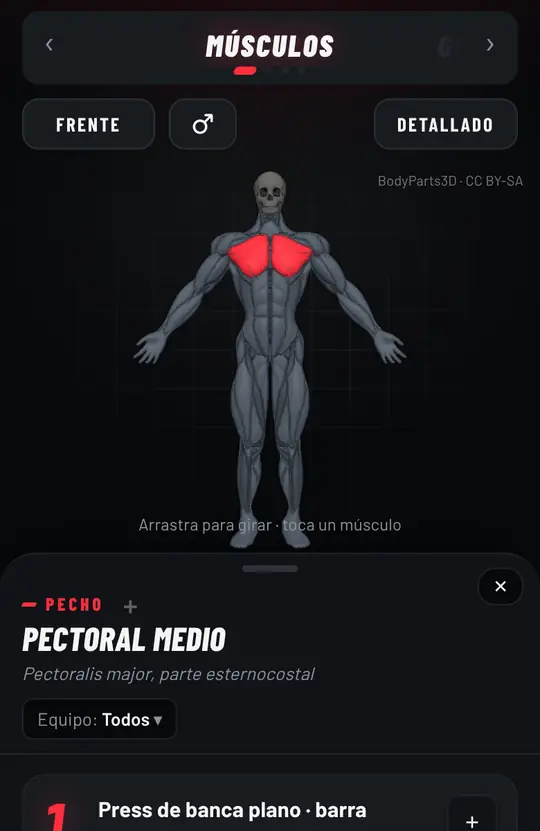 MÚSCULOS
FRENTE
DETALLADO
BodyParts3D · CC BY-SA
Arrastra para girar · toca un músculo
PECHO +
PECTORAL MEDIO
Pectoralis major, parte esternocostal
Equipo: Todos ▾
1 Press de banca plano · barra +